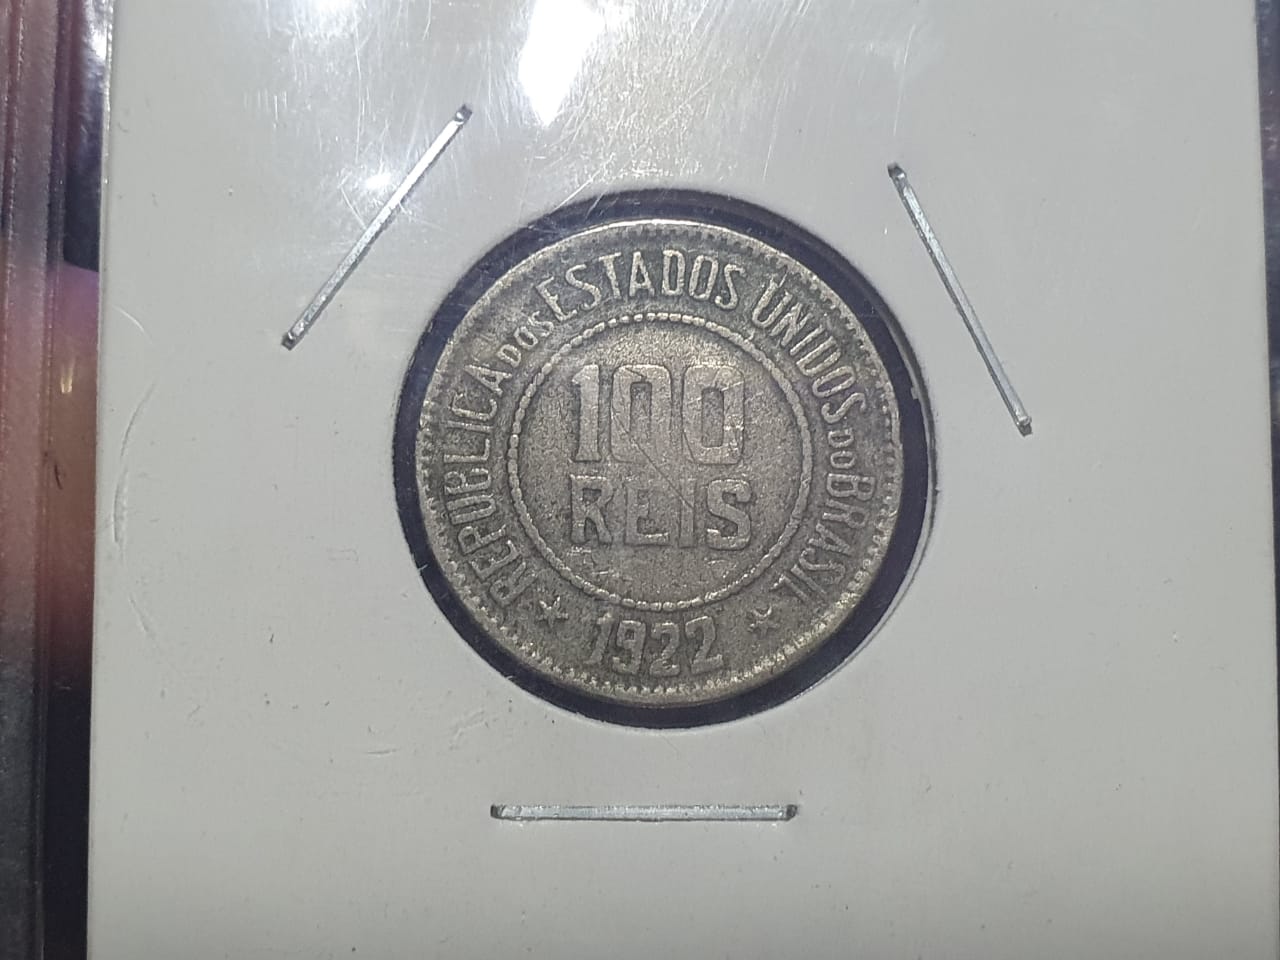 REPUBLICA DOS ESTADOS UNIDOS DO BRASIL
100
REIS
1922